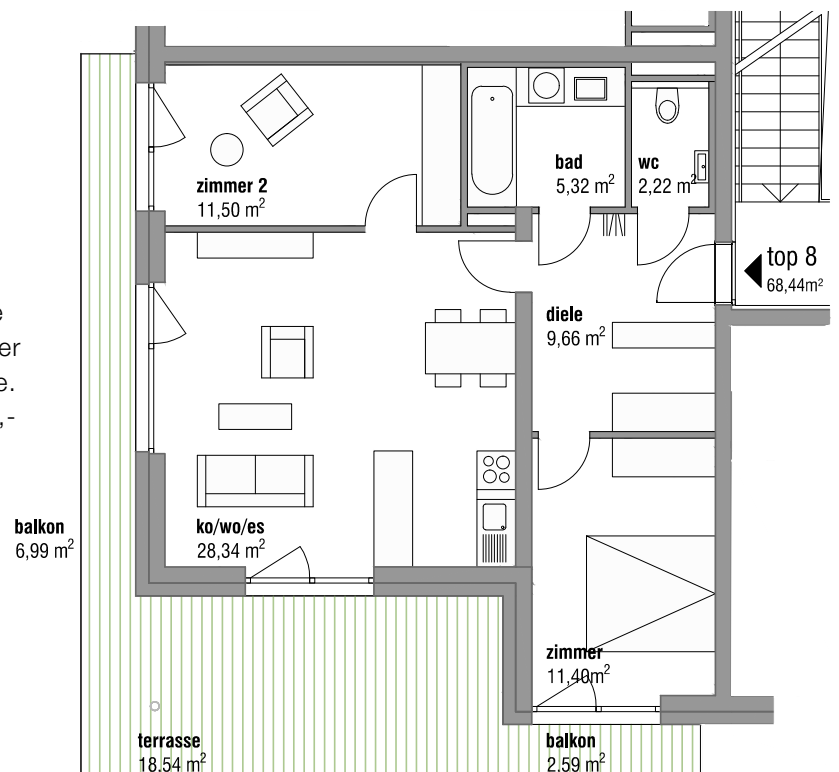 zimmer 2
11,50 m²
bad
5,32 m²
wc
2,22 m²
top 8
68,44m²
diele
9,66 m²
e
er
e.
,-
balkon
6,99 m²
ko/wo/es
28,34 m²
zimmer
11,40m²
terrasse
18,54 m²
balkon
2,59 m²